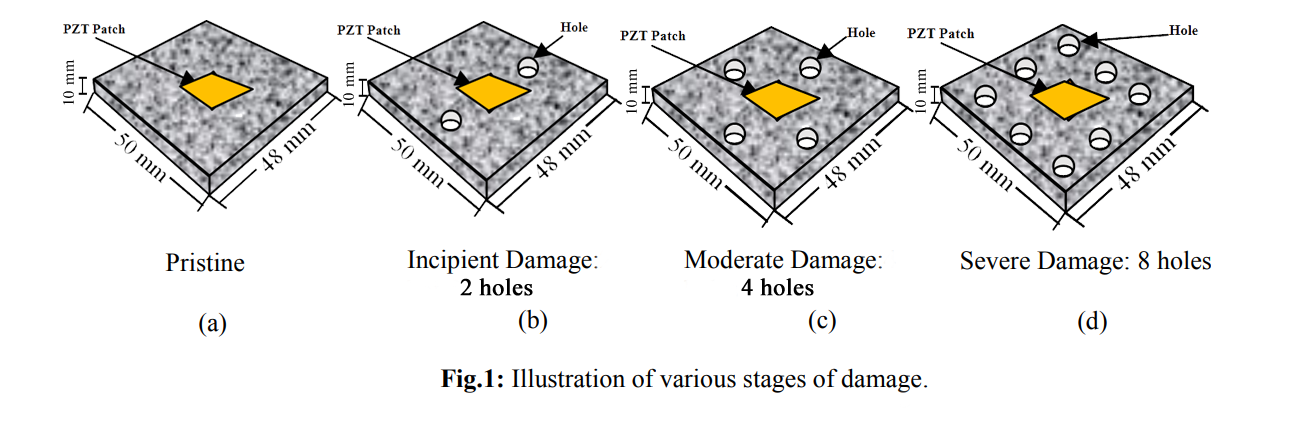 PZT Patch
10 mm
50 mm
48 mm
Pristine
(a)
PZT Patch
Hole
10 mm
50 mm
48 mm
Incipient Damage:
2 holes
(b)
PZT Patch
Hole
10 mm
50 mm
48 mm
Moderate Damage:
4 holes
(c)
PZT Patch
Hole
10 mm
50 mm
48 mm
Severe Damage: 8 holes
(d)
Fig.1: Illustration of various stages of damage.